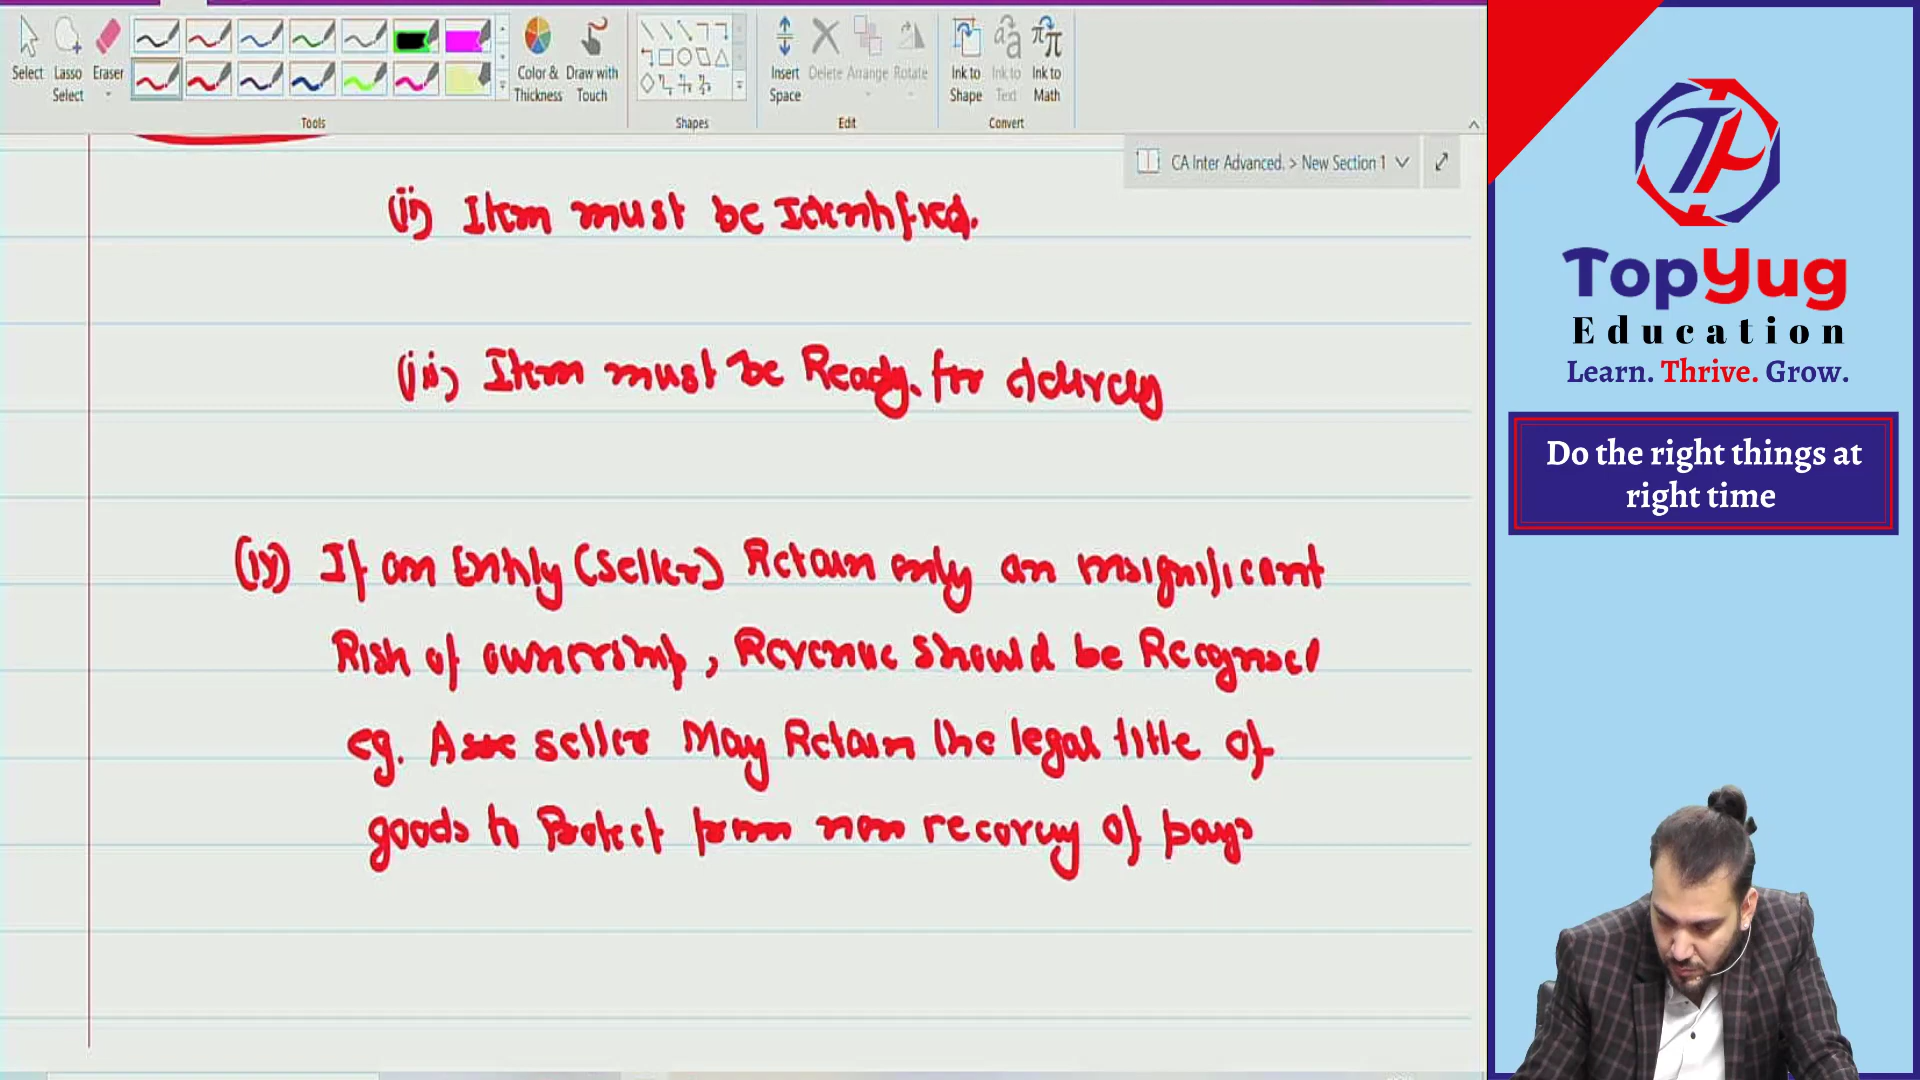 Select
Lasso Select
Eraser
Color & Thickness
Draw with Touch
Insert Space
Delete
Arrange
Rotate
Ink to Shape
Ink to Text
Ink to Math
Tools
Shapes
Edit
Convert
CA Inter Advanced. > New Section 1
(ii) Item must be Identified.
(iii) Item must be Ready for delivery
(iv) If an Entity (seller) Retain only an insignificant
Risk of ownership, Revenue should be Recognised
eg. A seller May Retain the legal title of
goods to Protect from non recovery of pays
TopYug
Education
Learn. Thrive. Grow.
Do the right things at
right time